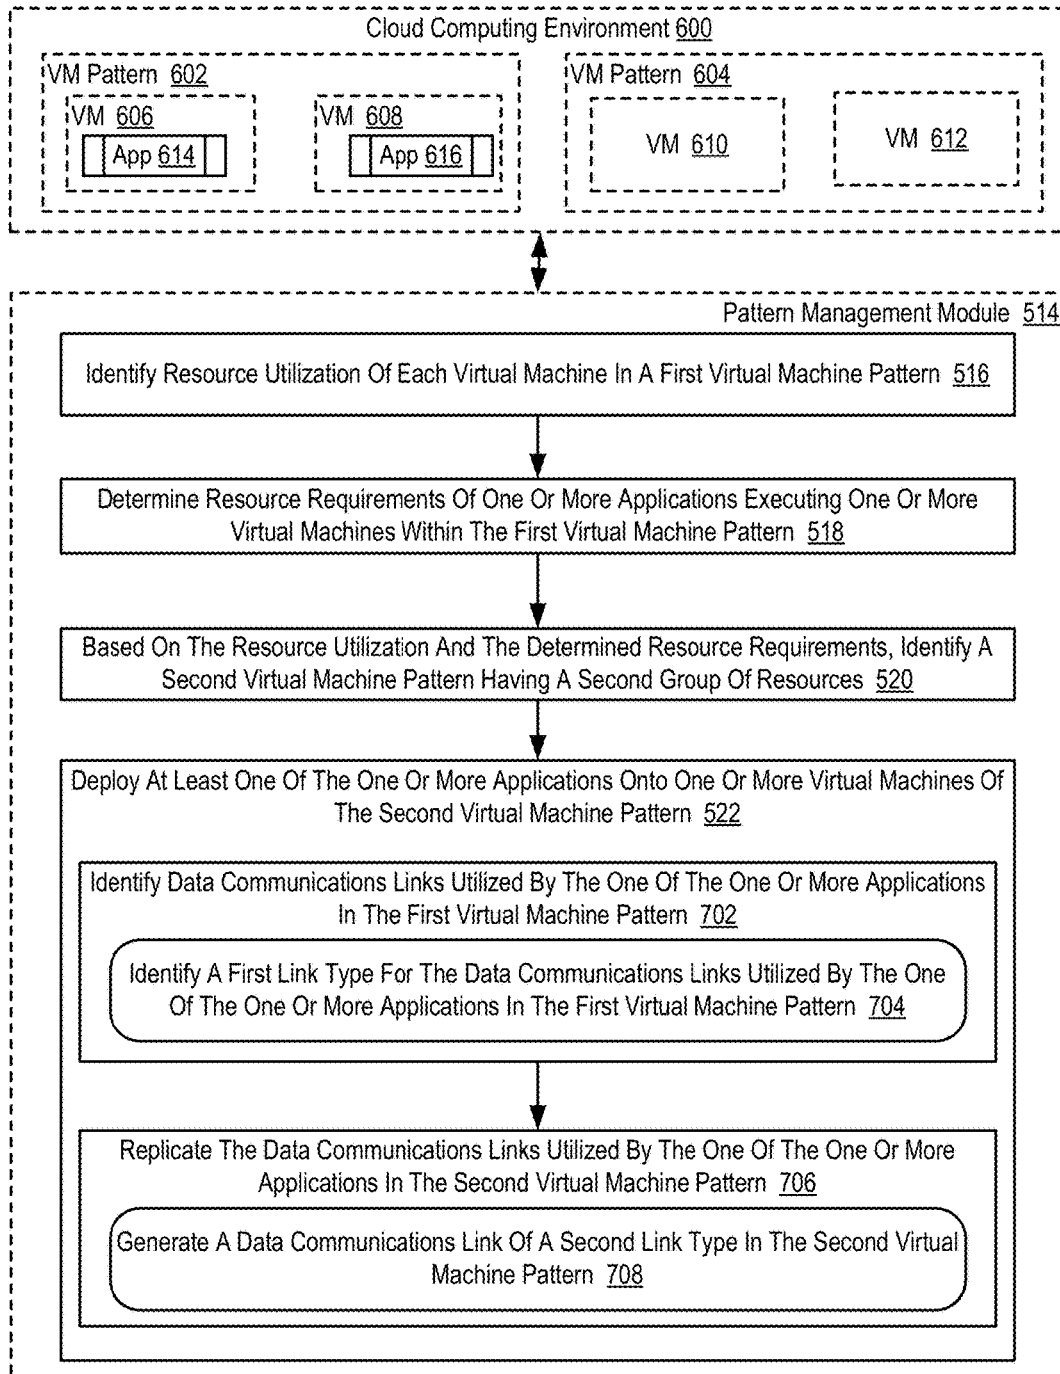 Cloud Computing Environment 600
VM Pattern 602
VM 606
App 614
VM 608
App 616
VM Pattern 604
VM 610
VM 612
Pattern Management Module 514
Identify Resource Utilization Of Each Virtual Machine In A First Virtual Machine Pattern 516
Determine Resource Requirements Of One Or More Applications Executing One Or More
Virtual Machines Within The First Virtual Machine Pattern 518
Based On The Resource Utilization And The Determined Resource Requirements, Identify A
Second Virtual Machine Pattern Having A Second Group Of Resources 520
Deploy At Least One Of The One Or More Applications Onto One Or More Virtual Machines Of
The Second Virtual Machine Pattern 522
Identify Data Communications Links Utilized By The One Of The One Or More Applications
In The First Virtual Machine Pattern 702
Identify A First Link Type For The Data Communications Links Utilized By The One
Of The One Or More Applications In The First Virtual Machine Pattern 704
Replicate The Data Communications Links Utilized By The One Of The One Or More
Applications In The Second Virtual Machine Pattern 706
Generate A Data Communications Link Of A Second Link Type In The Second Virtual
Machine Pattern 708